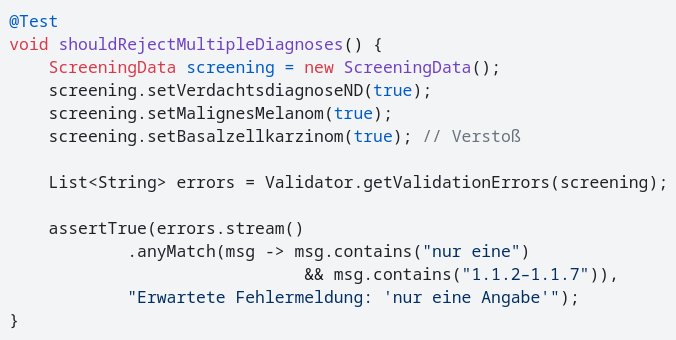 @Test
void shouldRejectMultipleDiagnoses() {
    ScreeningData screening = new ScreeningData();
    screening.setVerdachtsdiagnoseND(true);
    screening.setMalignesMelanom(true);
    screening.setBasalzellkarzinom(true); // Verstoß

    List<String> errors = Validator.getValidationErrors(screening);

    assertTrue(errors.stream()
            .anyMatch(msg -> msg.contains("nur eine")
                              && msg.contains("1.1.2–1.1.7")),
            "Erwartete Fehlermeldung: 'nur eine Angabe'");
}